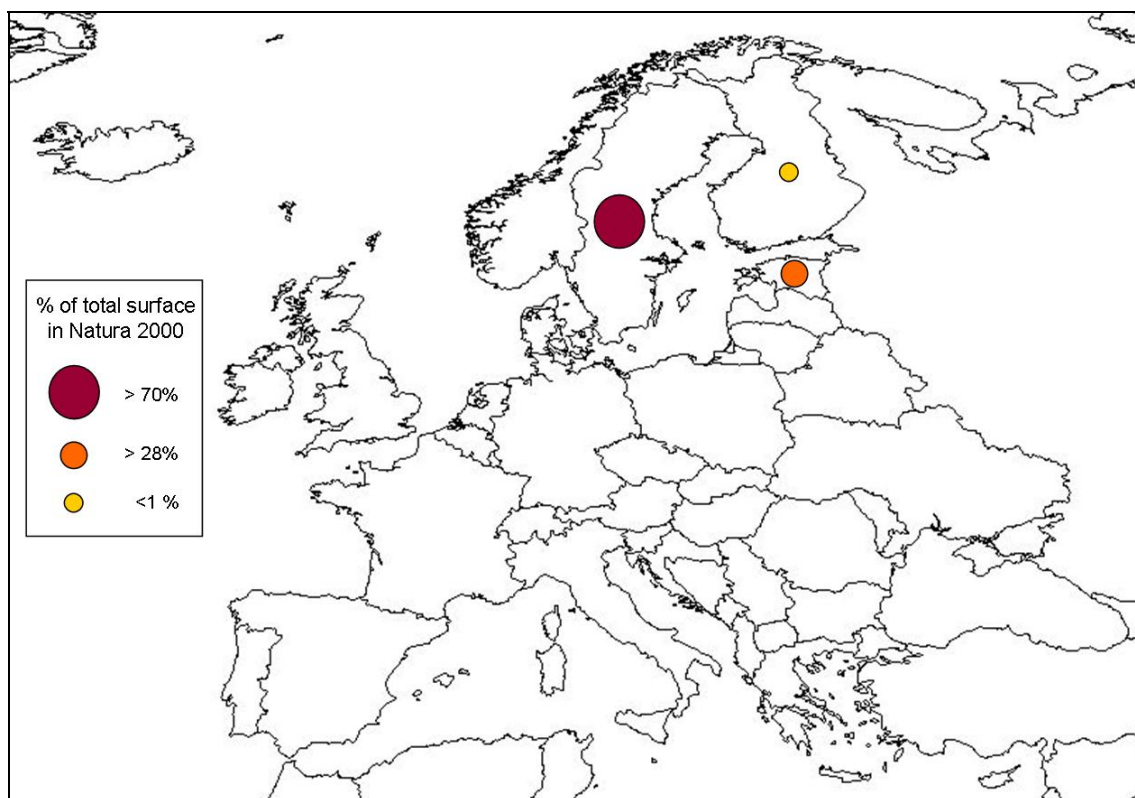 % of total surface
in Natura 2000
> 70%
> 28%
<1 %